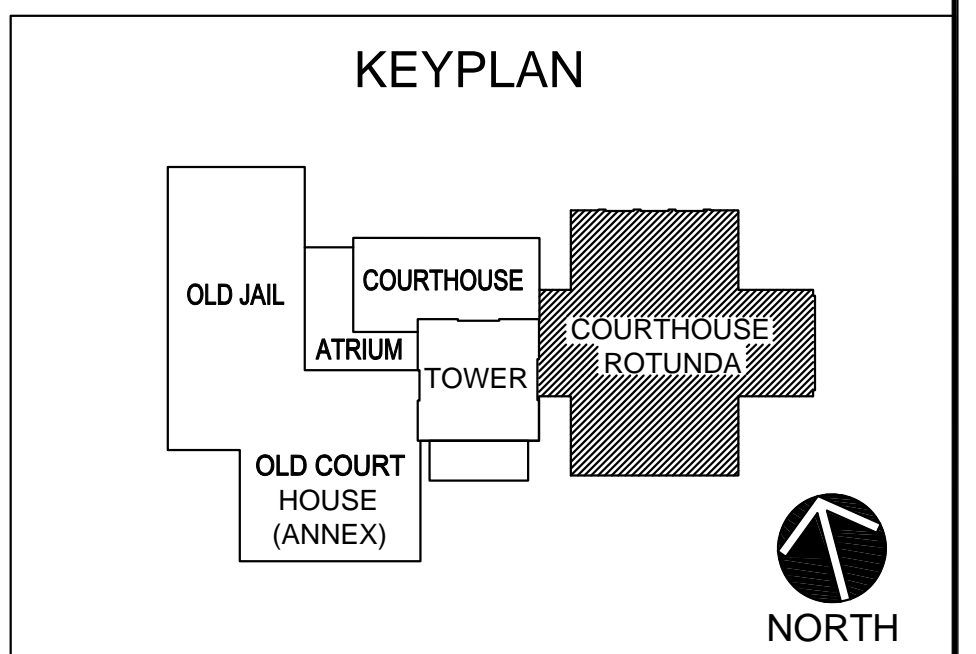 KEYPLAN
OLD JAIL
COURTHOUSE
ATRIUM
TOWER
COURTHOUSE
ROTUNDA
OLD COURT
HOUSE
(ANNEX)
NORTH